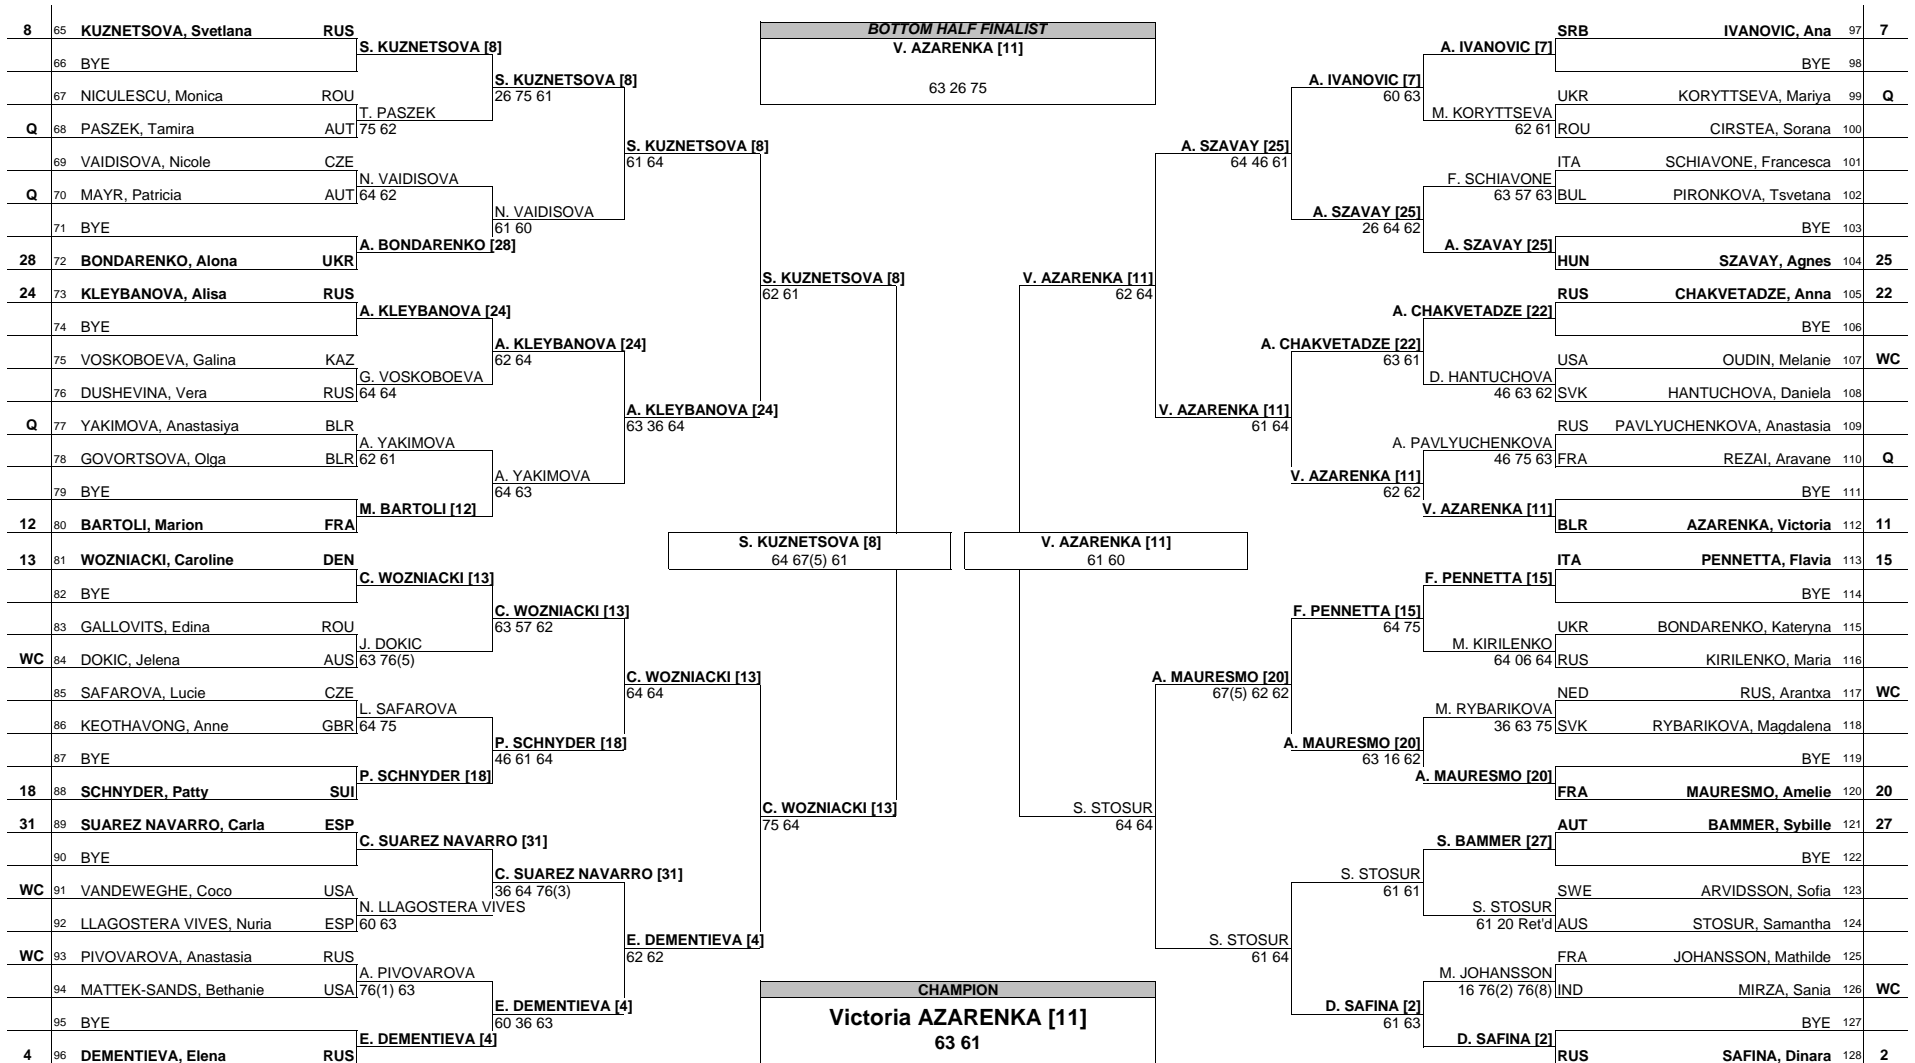 8 65 KUZNETSOVA, Svetlana RUS
S. KUZNETSOVA [8]
66 BYE
S. KUZNETSOVA [8]
26 75 61
67 NICULESCU, Monica ROU
T. PASZEK
Q 68 PASZEK, Tamira AUT 75 62
S. KUZNETSOVA [8]
61 64
69 VAIDISOVA, Nicole CZE
N. VAIDISOVA
Q 70 MAYR, Patricia AUT 64 62
N. VAIDISOVA
61 60
71 BYE
A. BONDARENKO [28]
28 72 BONDARENKO, Alona UKR
S. KUZNETSOVA [8]
62 61
24 73 KLEYBANOVA, Alisa RUS
A. KLEYBANOVA [24]
74 BYE
A. KLEYBANOVA [24]
62 64
75 VOSKOBOEVA, Galina KAZ
G. VOSKOBOEVA
76 DUSHEVINA, Vera RUS 64 64
A. KLEYBANOVA [24]
63 36 64
Q 77 YAKIMOVA, Anastasiya BLR
A. YAKIMOVA
78 GOVORTSOVA, Olga BLR 62 61
A. YAKIMOVA
64 63
79 BYE
M. BARTOLI [12]
12 80 BARTOLI, Marion FRA
S. KUZNETSOVA [8]
64 67(5) 61
13 81 WOZNIACKI, Caroline DEN
C. WOZNIACKI [13]
82 BYE
C. WOZNIACKI [13]
63 57 62
83 GALLOVITS, Edina ROU
J. DOKIC
WC 84 DOKIC, Jelena AUS 63 76(5)
C. WOZNIACKI [13]
64 64
85 SAFAROVA, Lucie CZE
L. SAFAROVA
86 KEOTHAVONG, Anne GBR 64 75
P. SCHNYDER [18]
46 61 64
87 BYE
P. SCHNYDER [18]
18 88 SCHNYDER, Patty SUI
C. WOZNIACKI [13]
75 64
31 89 SUAREZ NAVARRO, Carla ESP
C. SUAREZ NAVARRO [31]
90 BYE
C. SUAREZ NAVARRO [31]
36 64 76(3)
WC 91 VANDEWEGHE, Coco USA
N. LLAGOSTERA VIVES
92 LLAGOSTERA VIVES, Nuria ESP 60 63
E. DEMENTIEVA [4]
62 62
WC 93 PIVOVAROVA, Anastasia RUS
A. PIVOVAROVA
94 MATTEK-SANDS, Bethanie USA 76(1) 63
E. DEMENTIEVA [4]
60 36 63
95 BYE
E. DEMENTIEVA [4]
4 96 DEMENTIEVA, Elena RUS
BOTTOM HALF FINALIST
V. AZARENKA [11]
63 26 75
SRB IVANOVIC, Ana 97 7
A. IVANOVIC [7]
BYE 98
A. IVANOVIC [7]
60 63
UKR KORYTTSEVA, Mariya 99 Q
M. KORYTTSEVA
62 61 ROU CIRSTEA, Sorana 100
A. SZAVAY [25]
64 46 61
ITA SCHIAVONE, Francesca 101
F. SCHIAVONE
63 57 63 BUL PIRONKOVA, Tsvetana 102
A. SZAVAY [25]
26 64 62
BYE 103
A. SZAVAY [25]
HUN SZAVAY, Agnes 104 25
V. AZARENKA [11]
62 64
RUS CHAKVETADZE, Anna 105 22
A. CHAKVETADZE [22]
BYE 106
A. CHAKVETADZE [22]
63 61
USA OUDIN, Melanie 107 WC
D. HANTUCHOVA
46 63 62 SVK HANTUCHOVA, Daniela 108
V. AZARENKA [11]
61 64
RUS PAVLYUCHENKOVA, Anastasia 109
A. PAVLYUCHENKOVA
46 75 63 FRA REZAI, Aravane 110 Q
V. AZARENKA [11]
62 62
BYE 111
V. AZARENKA [11]
BLR AZARENKA, Victoria 112 11
V. AZARENKA [11]
61 60
ITA PENNETTA, Flavia 113 15
F. PENNETTA [15]
BYE 114
F. PENNETTA [15]
64 75
UKR BONDARENKO, Kateryna 115
M. KIRILENKO
64 06 64 RUS KIRILENKO, Maria 116
A. MAURESMO [20]
67(5) 62 62
NED RUS, Arantxa 117 WC
M. RYBARIKOVA
36 63 75 SVK RYBARIKOVA, Magdalena 118
A. MAURESMO [20]
63 16 62
BYE 119
A. MAURESMO [20]
FRA MAURESMO, Amelie 120 20
S. STOSUR
64 64
AUT BAMMER, Sybille 121 27
S. BAMMER [27]
BYE 122
S. STOSUR
61 61
SWE ARVIDSSON, Sofia 123
S. STOSUR
61 20 Ret'd AUS STOSUR, Samantha 124
S. STOSUR
61 64
FRA JOHANSSON, Mathilde 125
M. JOHANSSON
16 76(2) 76(8) IND MIRZA, Sania 126 WC
D. SAFINA [2]
61 63
BYE 127
D. SAFINA [2]
RUS SAFINA, Dinara 128 2
CHAMPION
Victoria AZARENKA [11]
63 61